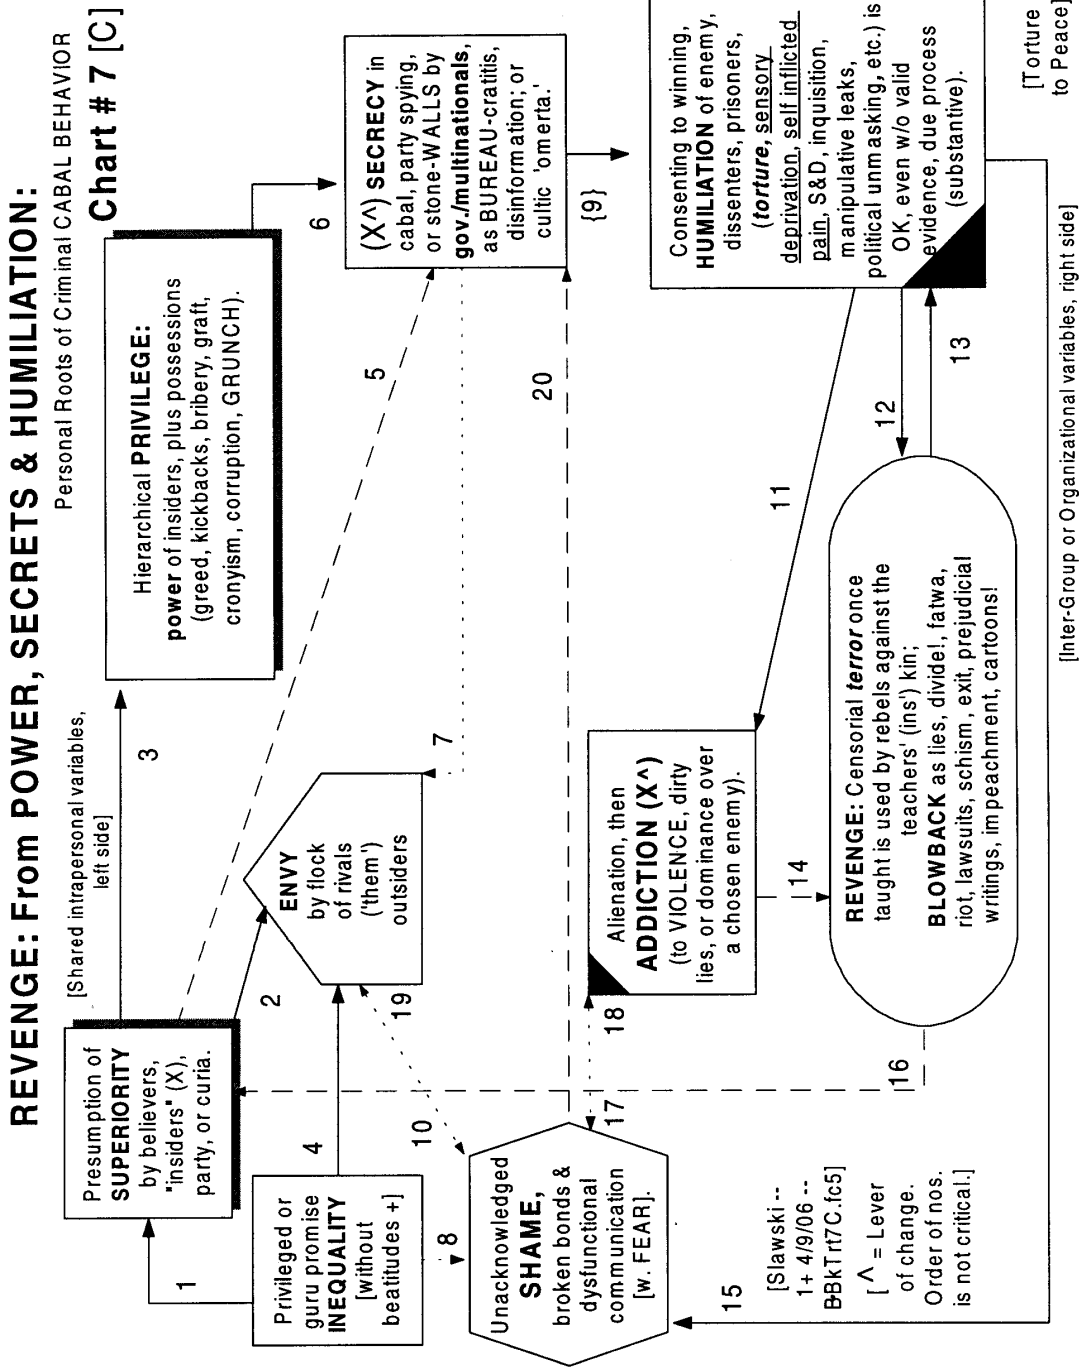 REVENGE: From POWER, SECRETS & HUMILIATION:
Personal Roots of Criminal CABAL BEHAVIOR
Chart # 7 [C]
[Shared intrapersonal variables,
left side]
Presumption of
SUPERIORITY
by believers,
"insiders" (X),
party, or curia.
Hierarchical PRIVILEGE:
power of insiders, plus possessions
(greed, kickbacks, bribery, graft,
cronyism, corruption, GRUNCH).
(X^) SECRECY in
cabal, party spying,
or stone-WALLS by
gov./multinationals,
as BUREAU-cratitis,
disinformation; or
cultic 'omerta.'
Privileged or
guru promise
INEQUALITY
[without
beatitudes +]
ENVY
by flock
of rivals
('them')
outsiders
Unacknowledged
SHAME,
broken bonds &
dysfunctional
communication
[w. FEAR].
Alienation, then
ADDICTION (X^)
(to VIOLENCE, dirty
lies, or dominance over
a chosen enemy).
Consenting to winning,
HUMILIATION of enemy,
dissenters, prisoners,
(torture, sensory
deprivation, self inflicted
pain, S&D, inquisition,
manipulative leaks,
political unmasking, etc.) is
OK, even w/o valid
evidence, due process
(substantive).
REVENGE: Censorial terror once
taught is used by rebels against the
teachers' (ins') kin;
BLOWBACK as lies, divide!, fatwa,
riot, lawsuits, schism, exit, prejudicial
writings, impeachment, cartoons!
1
2
3
4
5
6
7
8
{9}
10
11
12
13
14
15
16
17
18
19
20
[Slawski --
1+ 4/9/06 --
BBkTrt7C.fc5]
[ ^ = Lever
of change.
Order of nos.
is not critical.]
[Torture
to Peace]
[Inter-Group or Organizational variables, right side]